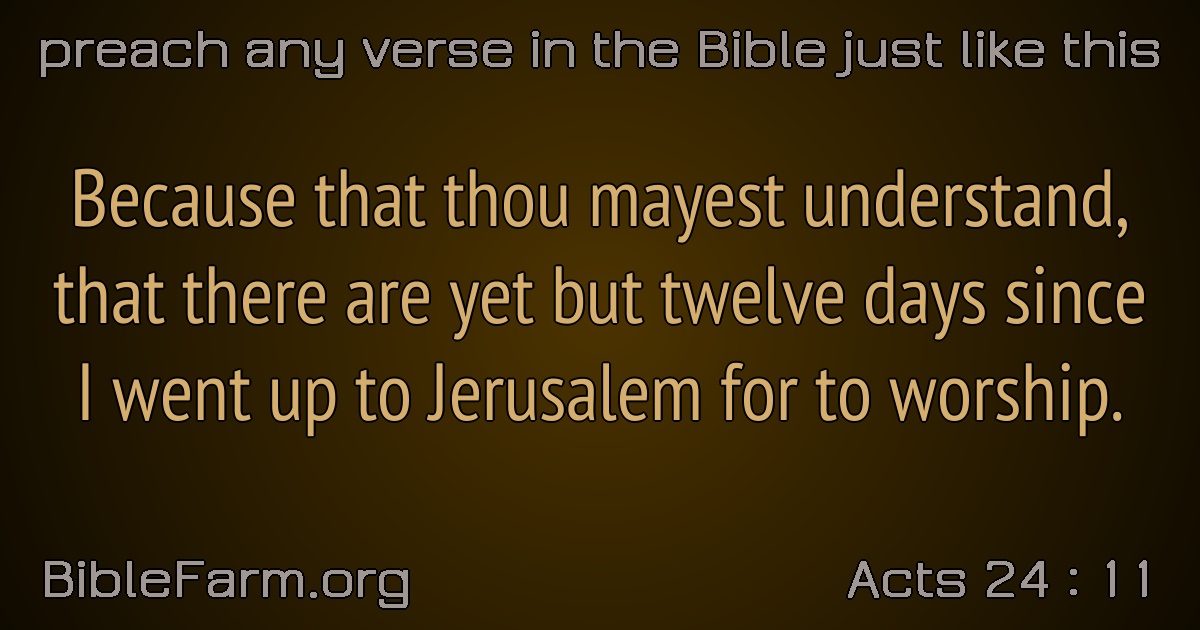 preach any verse in the Bible just like this
Because that thou mayest understand,
that there are yet but twelve days since
I went up to Jerusalem for to worship.
BibleFarm.org
Acts 24 : 11